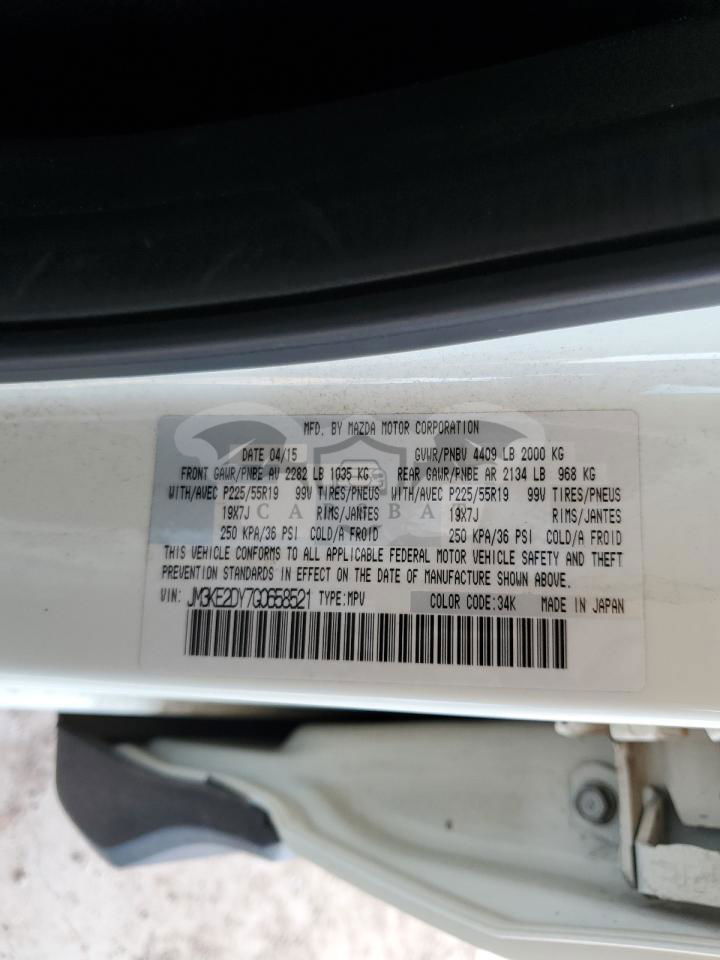 MFD. BY MAZDA MOTOR CORPORATION
DATE 04/15 GVWR/PNBV 4409 LB 2000 KG
FRONT GAWR/PNBE AV 2282 LB 1035 KG REAR GAWR/PNBE AR 2134 LB 968 KG
WITH/AVEC P225/55R19 99V TIRES/PNEUS WITH/AVEC P225/55R19 99V TIRES/PNEUS
19X7J RIMS/JANTES 19X7J RIMS/JANTES
250 KPA/36 PSI COLD/A FROID 250 KPA/36 PSI COLD/A FROID
THIS VEHICLE CONFORMS TO ALL APPLICABLE FEDERAL MOTOR VEHICLE SAFETY AND THEFT
PREVENTION STANDARDS IN EFFECT ON THE DATE OF MANUFACTURE SHOWN ABOVE.
VIN: JM3KE2DY7G0658521 TYPE:MPV COLOR CODE:34K MADE IN JAPAN